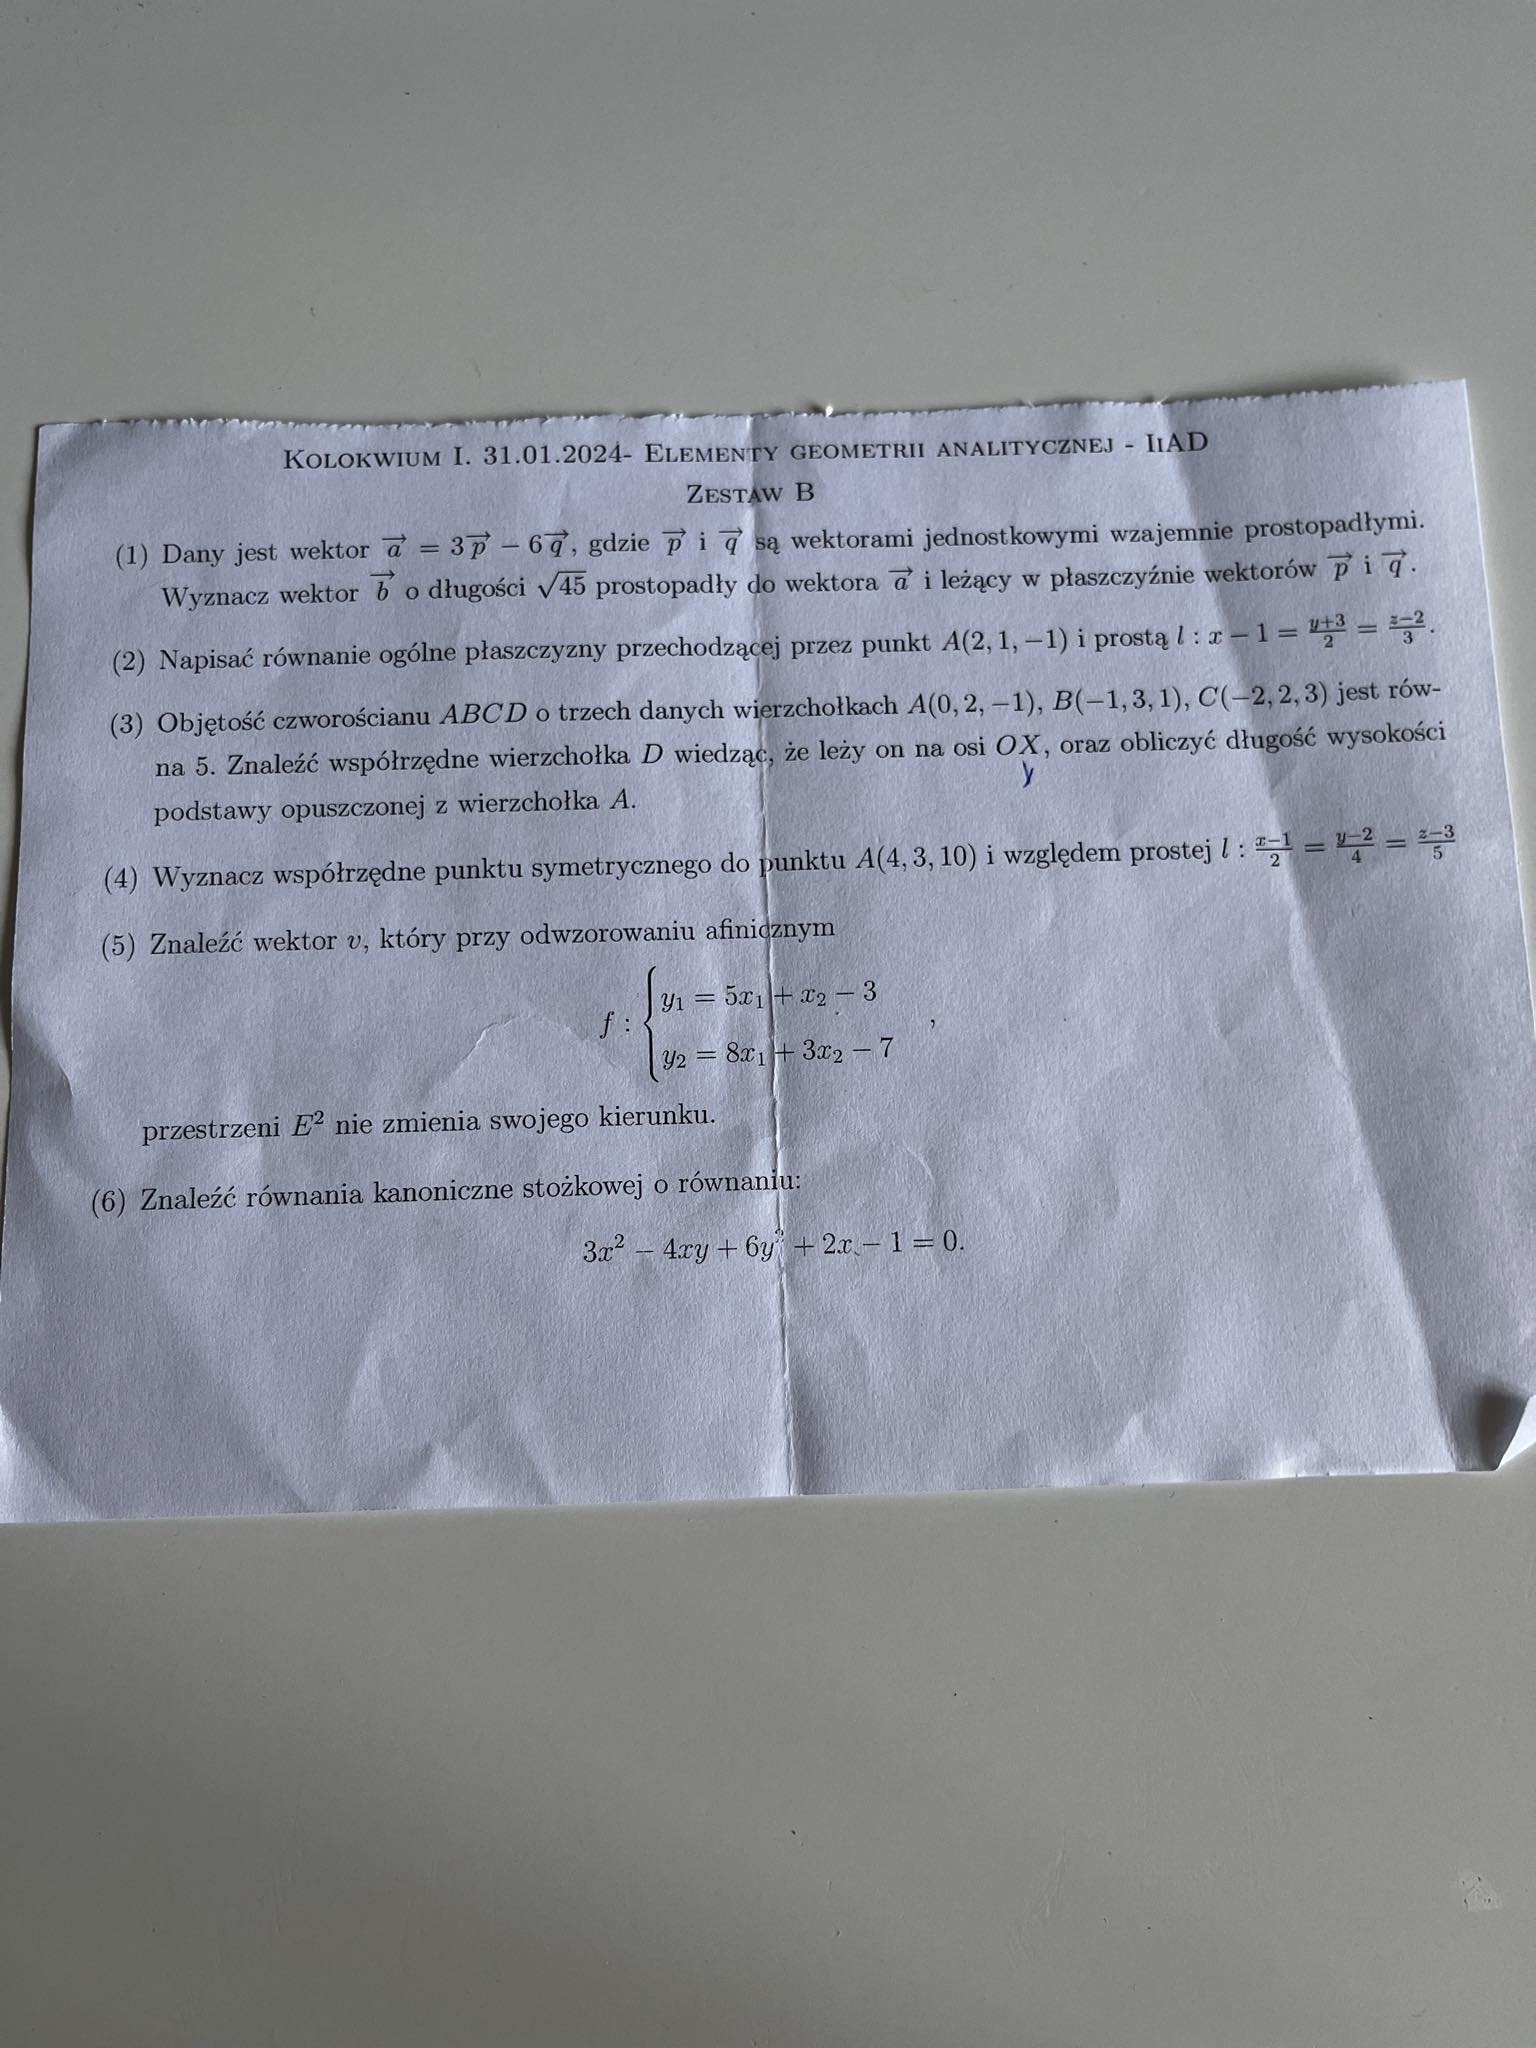 Kolokwium I. 31.01.2024- Elementy geometrii analitycznej - IiAD
Zestaw B
(1) Dany jest wektor $\overrightarrow{a} = 3\overrightarrow{p} - 6\overrightarrow{q}$, gdzie $\overrightarrow{p}$ i $\overrightarrow{q}$ są wektorami jednostkowymi wzajemnie prostopadłymi.
Wyznacz wektor $\overrightarrow{b}$ o długości $\sqrt{45}$ prostopadły do wektora $\overrightarrow{a}$ i leżący w płaszczyźnie wektorów $\overrightarrow{p}$ i $\overrightarrow{q}$.
(2) Napisać równanie ogólne płaszczyzny przechodzącej przez punkt $A(2, 1, -1)$ i prostą $l : x - 1 = \frac{y+3}{2} = \frac{z-2}{3}$.
(3) Objętość czworościanu $ABCD$ o trzech danych wierzchołkach $A(0, 2, -1)$, $B(-1, 3, 1)$, $C(-2, 2, 3)$ jest rów-
na 5. Znaleźć współrzędne wierzchołka $D$ wiedząc, że leży on na osi $OX$, oraz obliczyć długość wysokości
y
podstawy opuszczonej z wierzchołka $A$.
(4) Wyznacz współrzędne punktu symetrycznego do punktu $A(4, 3, 10)$ i względem prostej $l : \frac{x-1}{2} = \frac{y-2}{4} = \frac{z-3}{5}$
(5) Znaleźć wektor $v$, który przy odwzorowaniu afinicznym
$f : \begin{cases} y_1 = 5x_1 + x_2 - 3 \\ y_2 = 8x_1 + 3x_2 - 7 \end{cases}$,
przestrzeni $E^2$ nie zmienia swojego kierunku.
(6) Znaleźć równania kanoniczne stożkowej o równaniu:
$3x^2 - 4xy + 6y^2 + 2x - 1 = 0.$